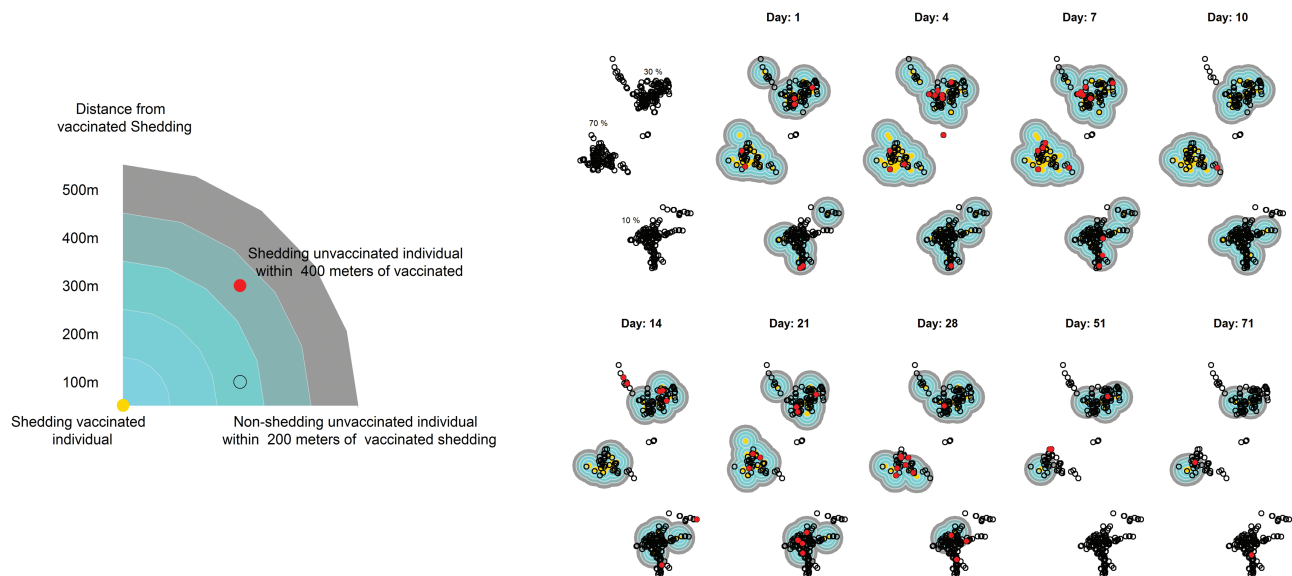 Distance from
vaccinated Shedding
500m
400m
300m
200m
100m
Shedding unvaccinated individual
within 400 meters of vaccinated
Shedding vaccinated
individual
Non-shedding unvaccinated individual
within 200 meters of vaccinated shedding
Day: 1
Day: 4
Day: 7
Day: 10
30 %
70 %
10 %
Day: 14
Day: 21
Day: 28
Day: 51
Day: 71